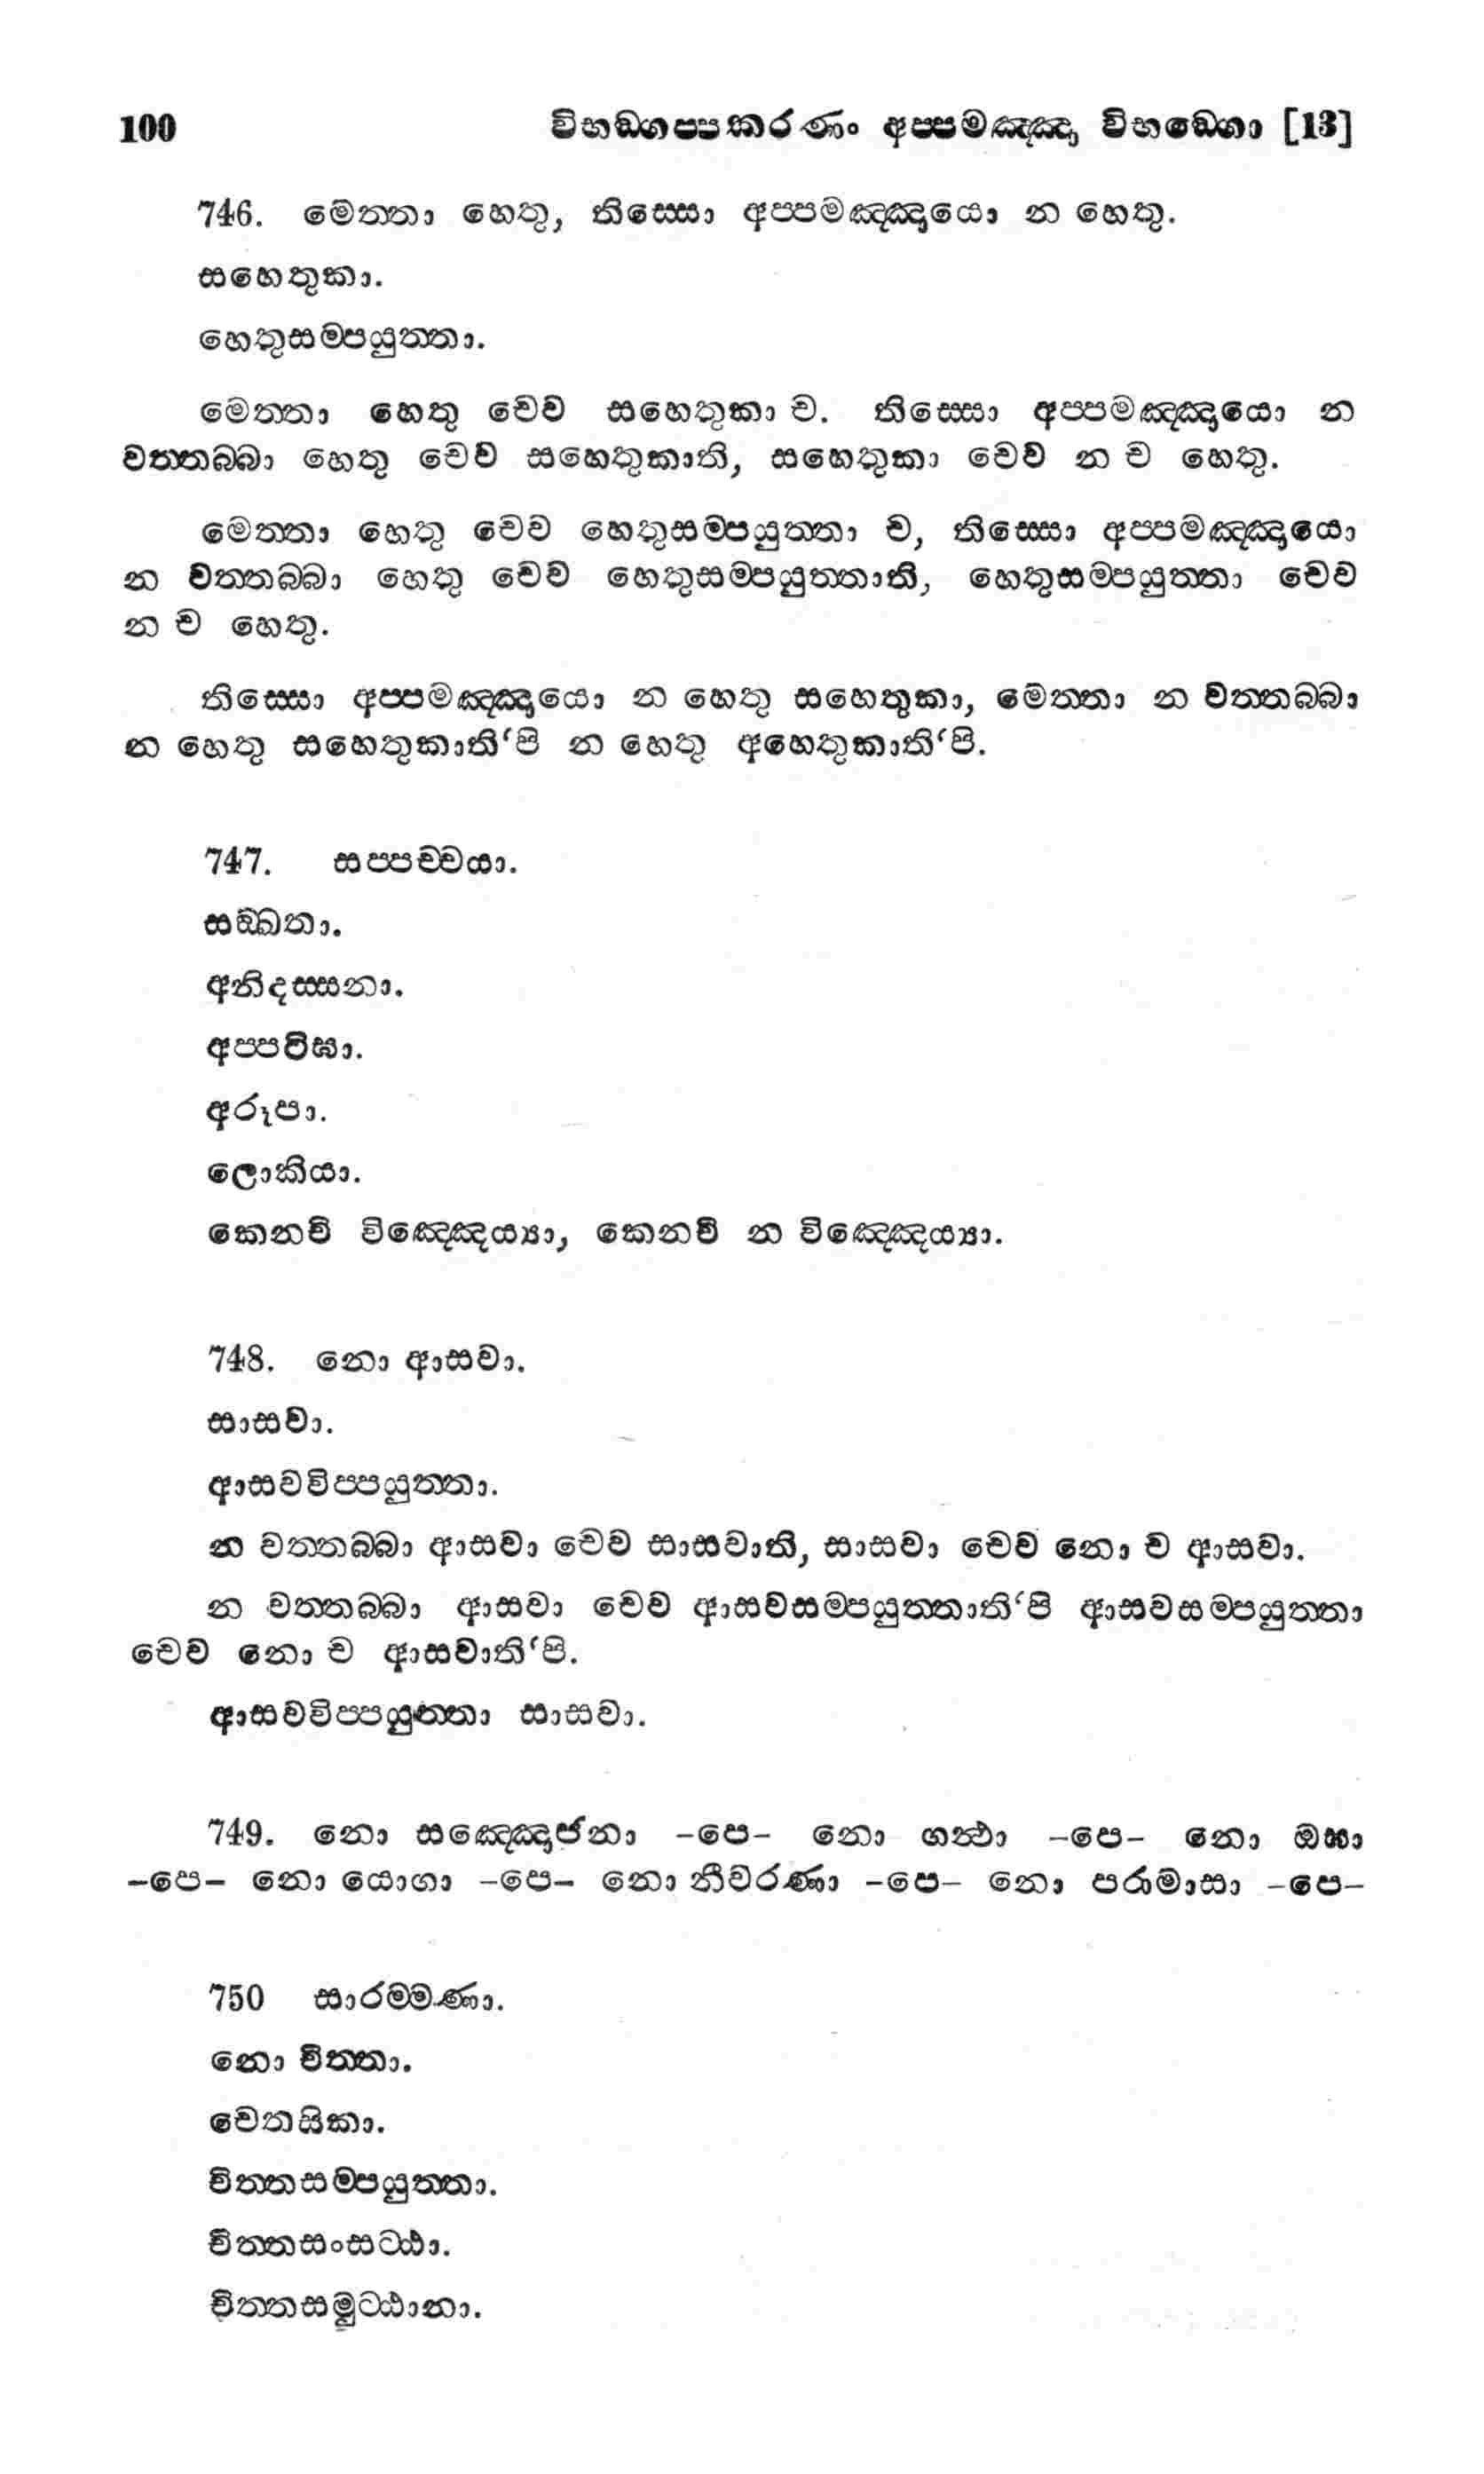 100 විභඞ්ගප්පකරණං අප්පමඤ්ඤා විභඞ්ගො [13]
746. මෙත්තා හෙතු, තිස්සො අප්පමඤ්ඤායො න හෙතු.
සහෙතුකා.
හෙතුසම්පයුත්තා.
මෙත්තා හෙතු චෙව සහෙතුකා ච. තිස්සො අප්පමඤ්ඤායො න
වත්තබ්බා හෙතු චෙව සහෙතුකාති, සහෙතුකා චෙව න ච හෙතු.
මෙත්තා හෙතු චෙව හෙතුසම්පයුත්තා ච, තිස්සො අප්පමඤ්ඤායො
න වත්තබ්බා හෙතු චෙව හෙතුසම්පයුත්තාති, හෙතුසම්පයුත්තා චෙව
න ච හෙතු.
තිස්සො අප්පමඤ්ඤායො න හෙතු සහෙතුකා, මෙත්තා න වත්තබ්බා
න හෙතු සහෙතුකාති‘පි න හෙතු අහෙතුකාති‘පි.
747. සප්පච්චයා.
සඞ්ඛතා.
අනිදස්සනා.
අප්පටිඝා.
අරූපා.
ලොකියා.
කෙනචි විඤ්ඤෙය්‍යා, කෙනචි න විඤ්ඤෙය්‍යා.
748. නො ආසවා.
සාසවා.
ආසවවිප්පයුත්තා.
න වත්තබ්බා ආසවා චෙව සාසවාති, සාසවා චෙව නො ච ආසවා.
න වත්තබ්බා ආසවා චෙව ආසවසම්පයුත්තාති‘පි ආසවසම්පයුත්තා
චෙව නො ච ආසවාති‘පි.
ආසවවිප්පයුත්තා සාසවා.
749. නො සඤ්ඤොජනා -පෙ- නො ගන්ථා -පෙ- නො ඔඝා
-පෙ- නො යොගා -පෙ- නො නීවරණා -පෙ- නො පරාමාසා -පෙ-
750 සාරම්මණා.
නො චිත්තා.
චෙතසිකා.
චිත්තසම්පයුත්තා.
චිත්තසංසට්ඨා.
චිත්තසමුට්ඨානා.